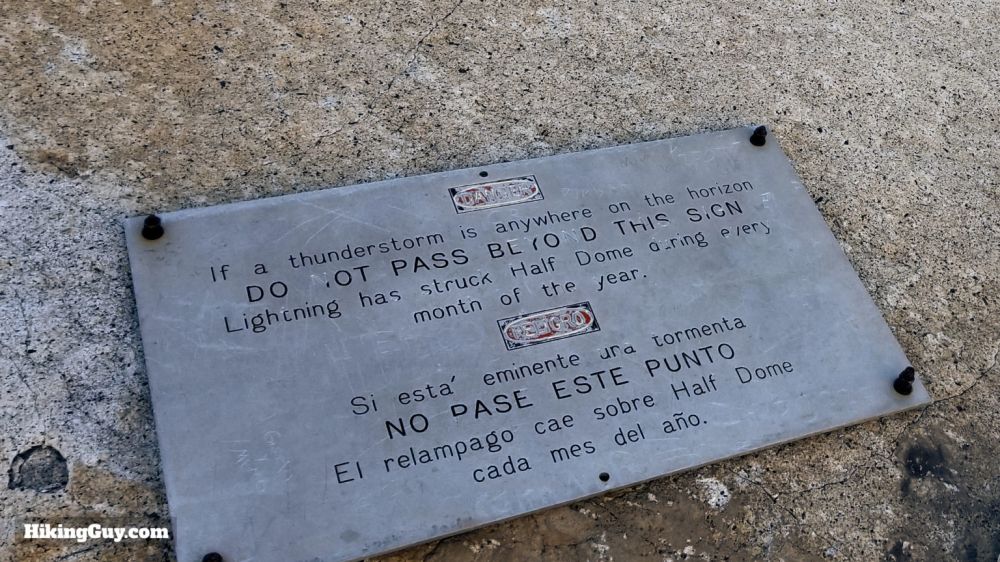 DANGER
If a thunderstorm is anywhere on the horizon
DO NOT PASS BEYOND THIS SIGN
Lightning has struck Half Dome during every
month of the year.
PELIGRO
Si esta' eminente una tormenta
NO PASE ESTE PUNTO
El relampago cae sobre Half Dome
cada mes del año.
HikingGuy.com